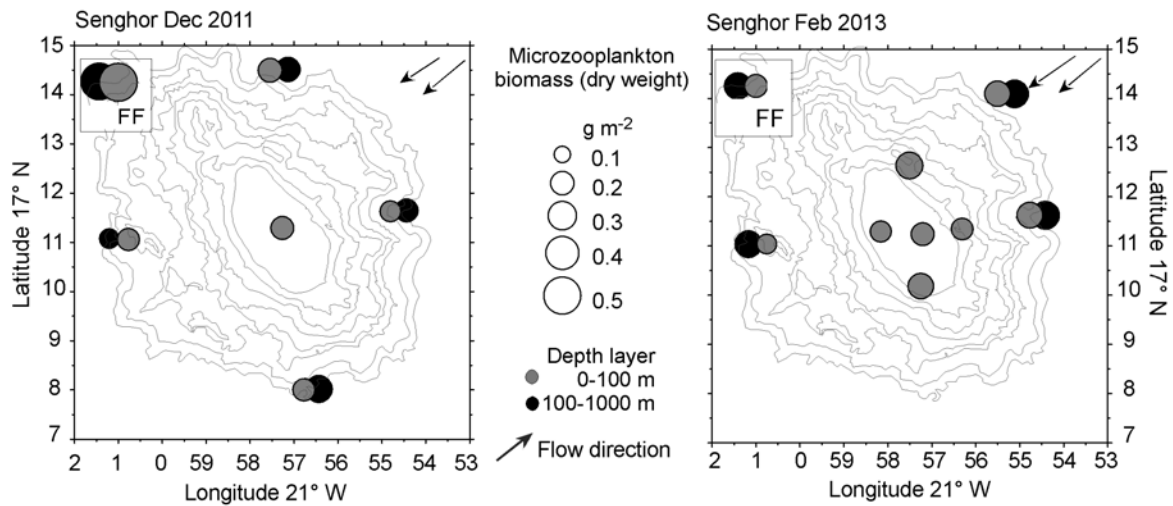 Senghor Dec 2011
15
14
13
12
11
10
9
8
7
Latitude 17° N
FF
2 1 0 59 58 57 56 55 54 53
Longitude 21° W
Microzooplankton
biomass (dry weight)
g m⁻²
0.1
0.2
0.3
0.4
0.5
Depth layer
0-100 m
100-1000 m
Flow direction
Senghor Feb 2013
FF
15
14
13
12
11
10
9
8
7
Latitude 17° N
2 1 0 59 58 57 56 55 54 53
Longitude 21° W